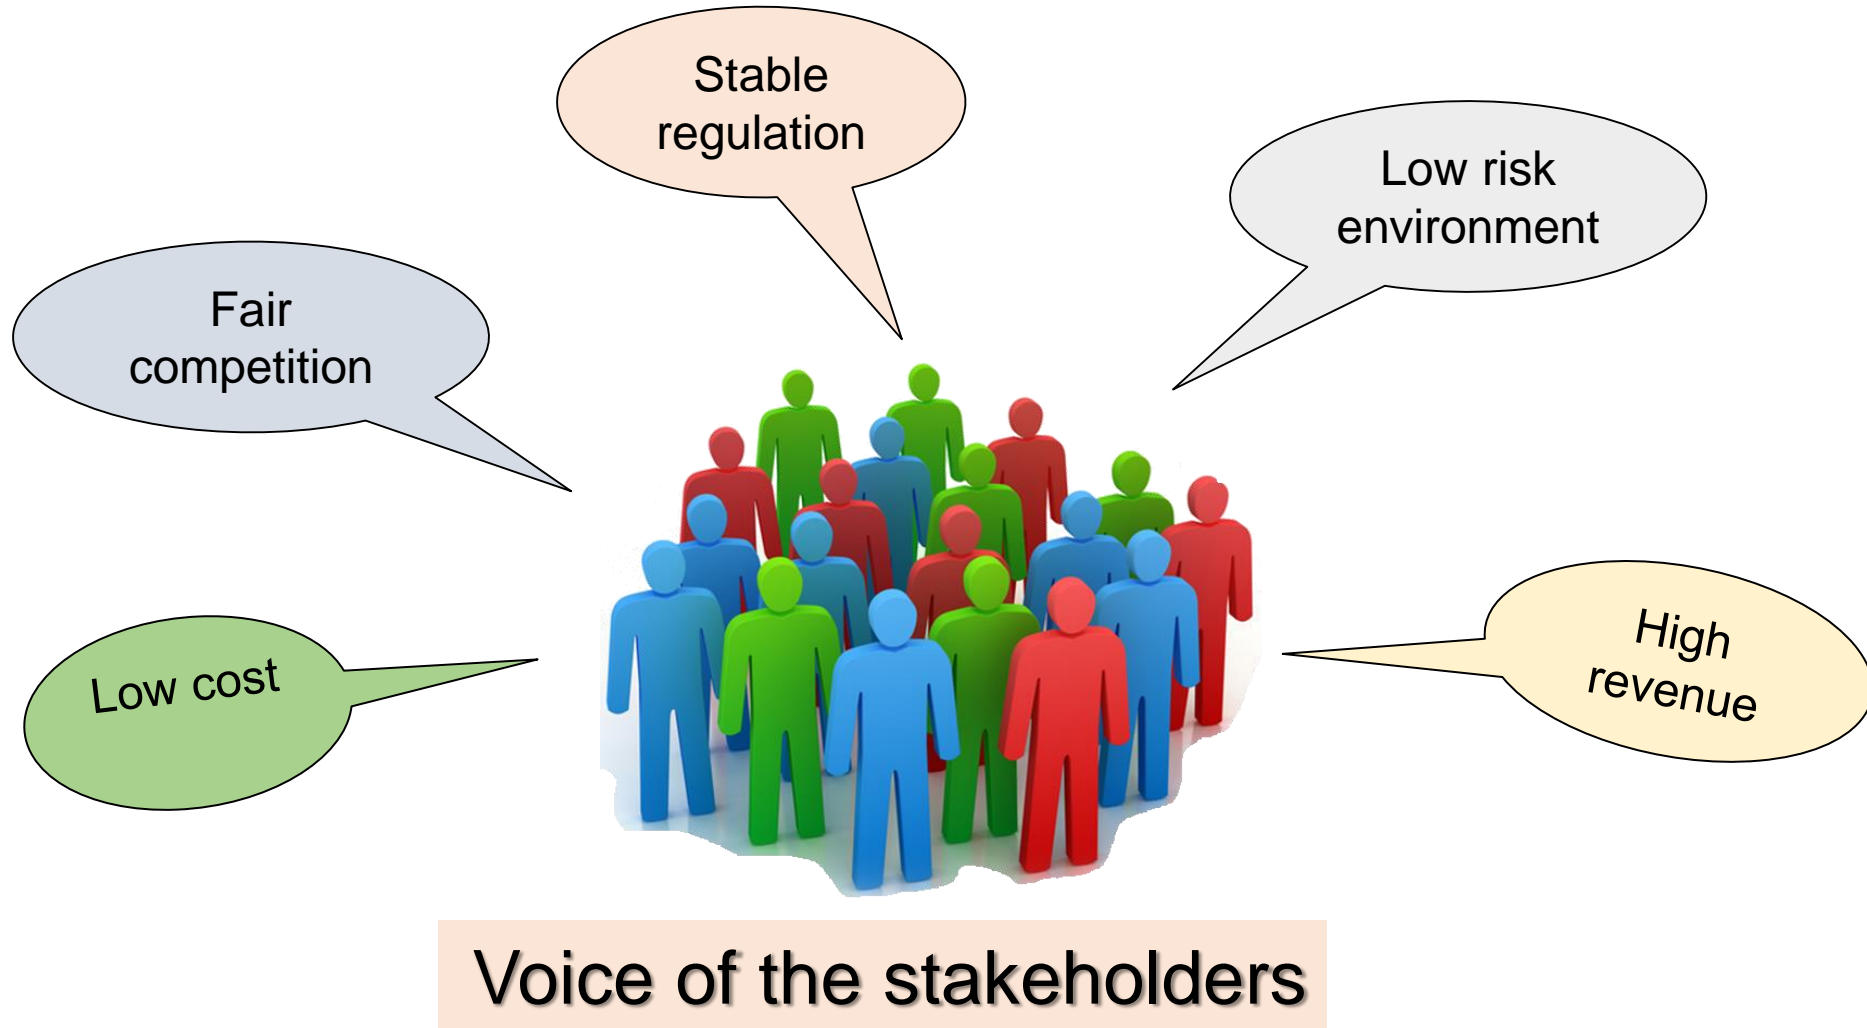 Stable
regulation
Low risk
environment
Fair
competition
Low cost
High
revenue
Voice of the stakeholders